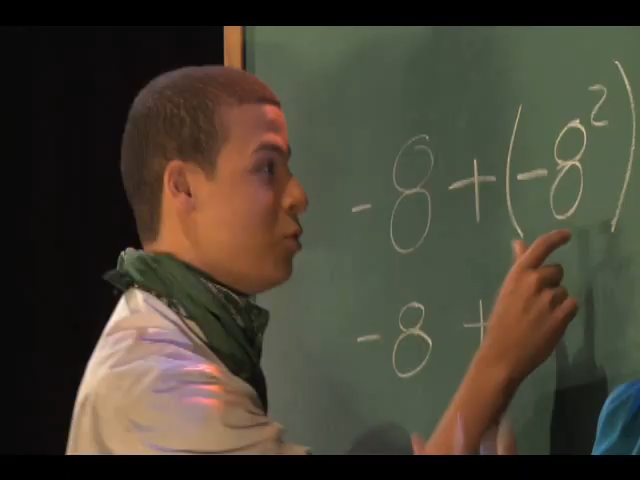 -8 + (-8²)
-8 +